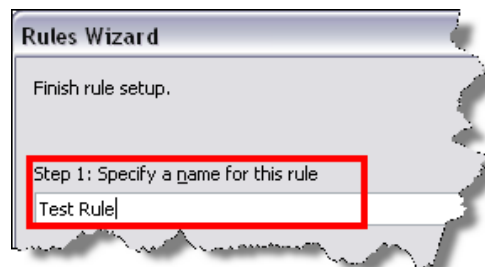 Rules Wizard
Finish rule setup.
Step 1: Specify a name for this rule
Test Rule